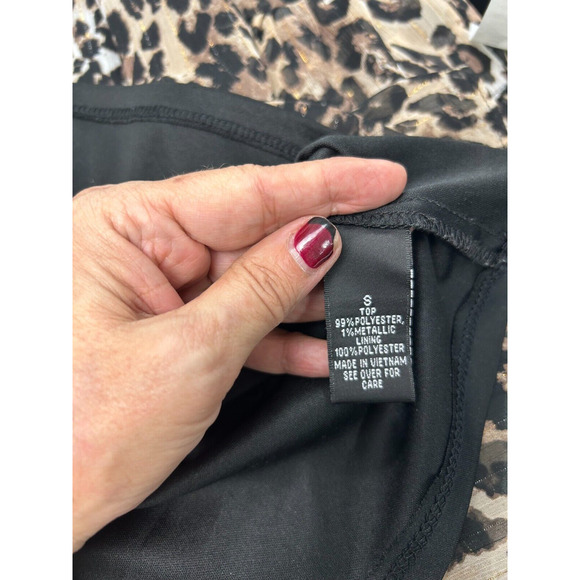 S
TOP
99%POLYESTER,
1%METALLIC
LINING
100%POLYESTER
MADE IN VIETNAM
SEE OVER FOR
CARE